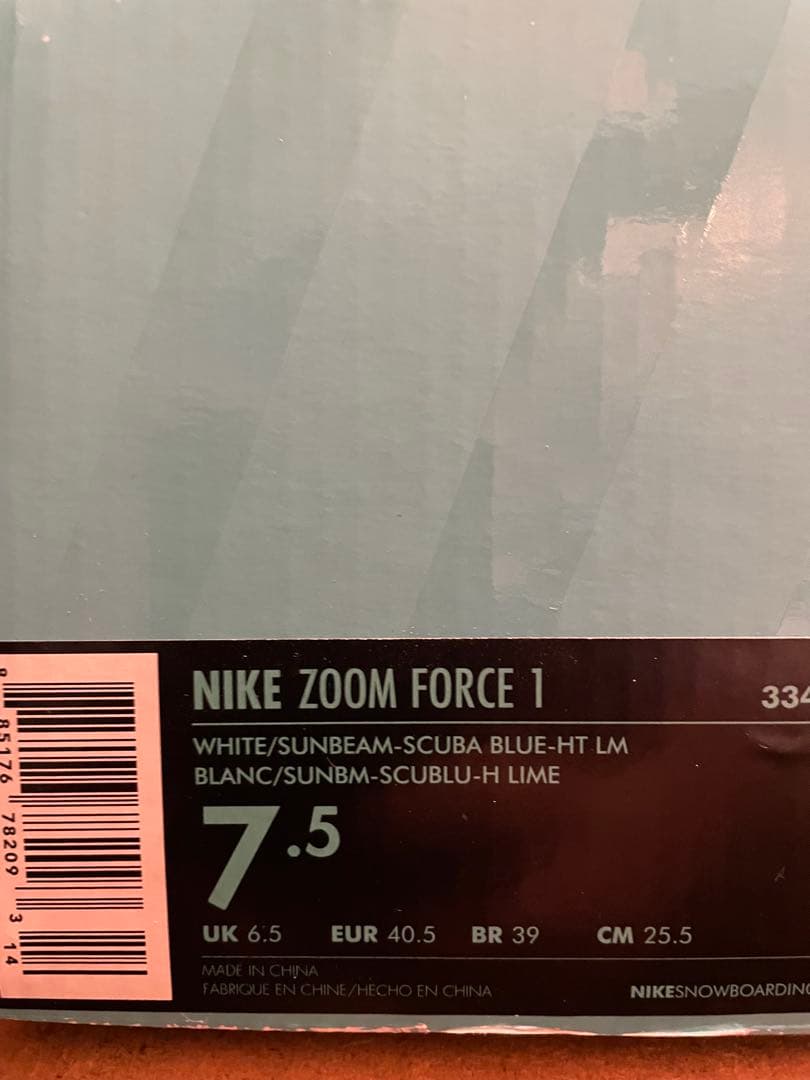 NIKE ZOOM FORCE 1
334
WHITE/SUNBEAM-SCUBA BLUE-HT LM
BLANC/SUNBM-SCUBLU-H LIME
7.5
UK 6.5 EUR 40.5 BR 39 CM 25.5
MADE IN CHINA
FABRIQUE EN CHINE/HECHO EN CHINA
NIKESNOWBOARDING
8 85176 78209 3 14